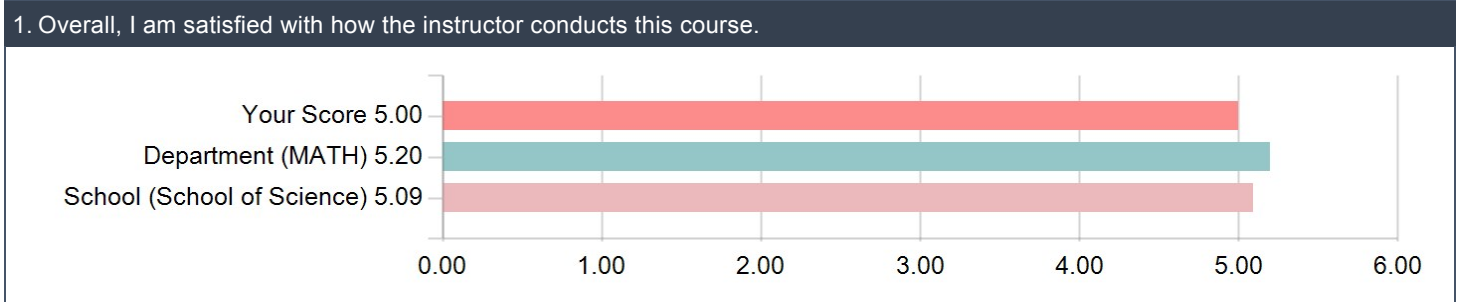 1. Overall, I am satisfied with how the instructor conducts this course.
Your Score 5.00
Department (MATH) 5.20
School (School of Science) 5.09
0.00 1.00 2.00 3.00 4.00 5.00 6.00